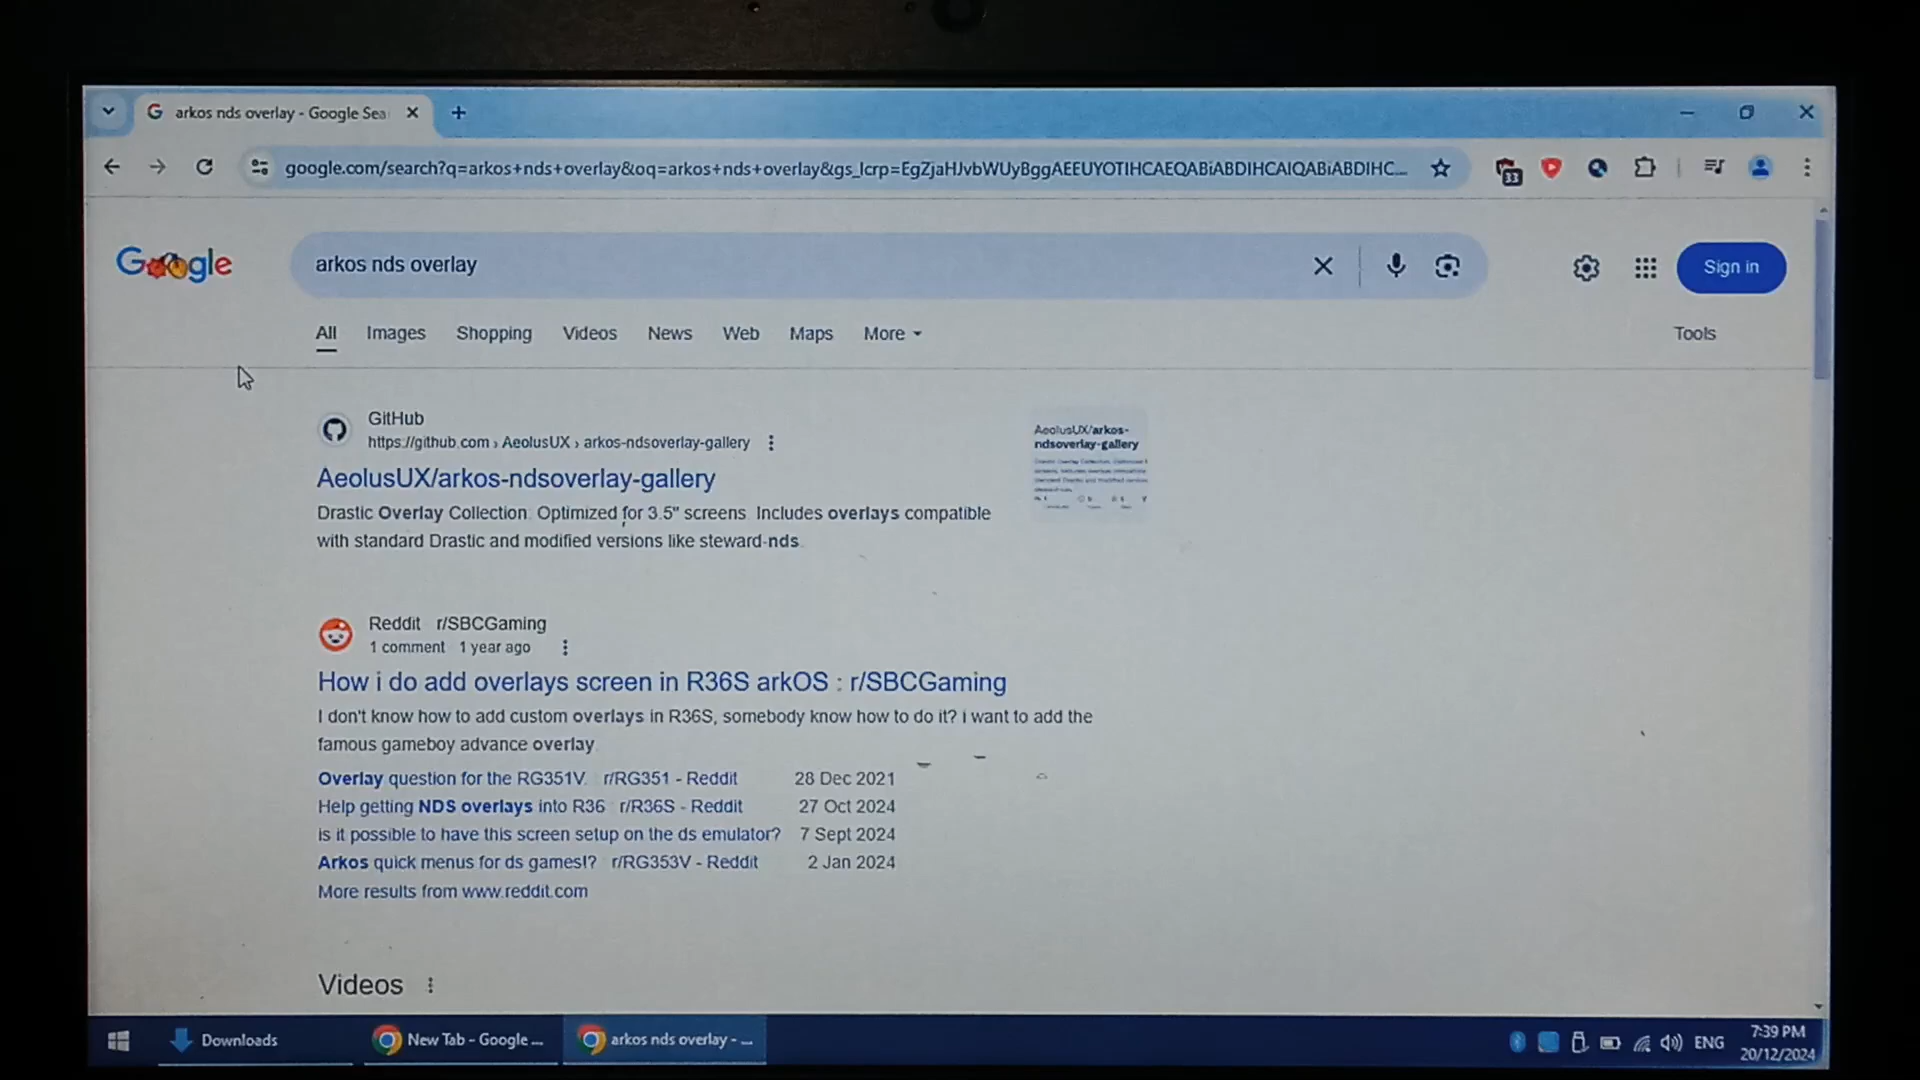 arkos nds overlay - Google Sea
google.com/search?q=arkos+nds+overlay&oq=arkos+nds+overlay&gs_lcrp=EgZjaHJvbWUyBggAEEUYOTIHCAEQABiABDIHCAIQABiABDIHC...
33
Google
arkos nds overlay
Sign in
All Images Shopping Videos News Web Maps More
Tools
GitHub
https://github.com › AeolusUX › arkos-ndsoverlay-gallery
AeolusUX/arkos-ndsoverlay-gallery
Drastic Overlay Collection. Optimized for 3.5" screens. Includes overlays compatible
with standard Drastic and modified versions like steward-nds.
AeolusUX/arkos-
ndsoverlay-gallery
Reddit r/SBCGaming
1 comment 1 year ago
How i do add overlays screen in R36S arkOS : r/SBCGaming
I don't know how to add custom overlays in R36S, somebody know how to do it? i want to add the
famous gameboy advance overlay
Overlay question for the RG351V. r/RG351 - Reddit 28 Dec 2021
Help getting NDS overlays into R36 r/R36S - Reddit 27 Oct 2024
is it possible to have this screen setup on the ds emulator? 7 Sept 2024
Arkos quick menus for ds games!? r/RG353V - Reddit 2 Jan 2024
More results from www.reddit.com
Videos
Downloads
New Tab - Google ...
arkos nds overlay - ...
ENG
7:39 PM
20/12/2024